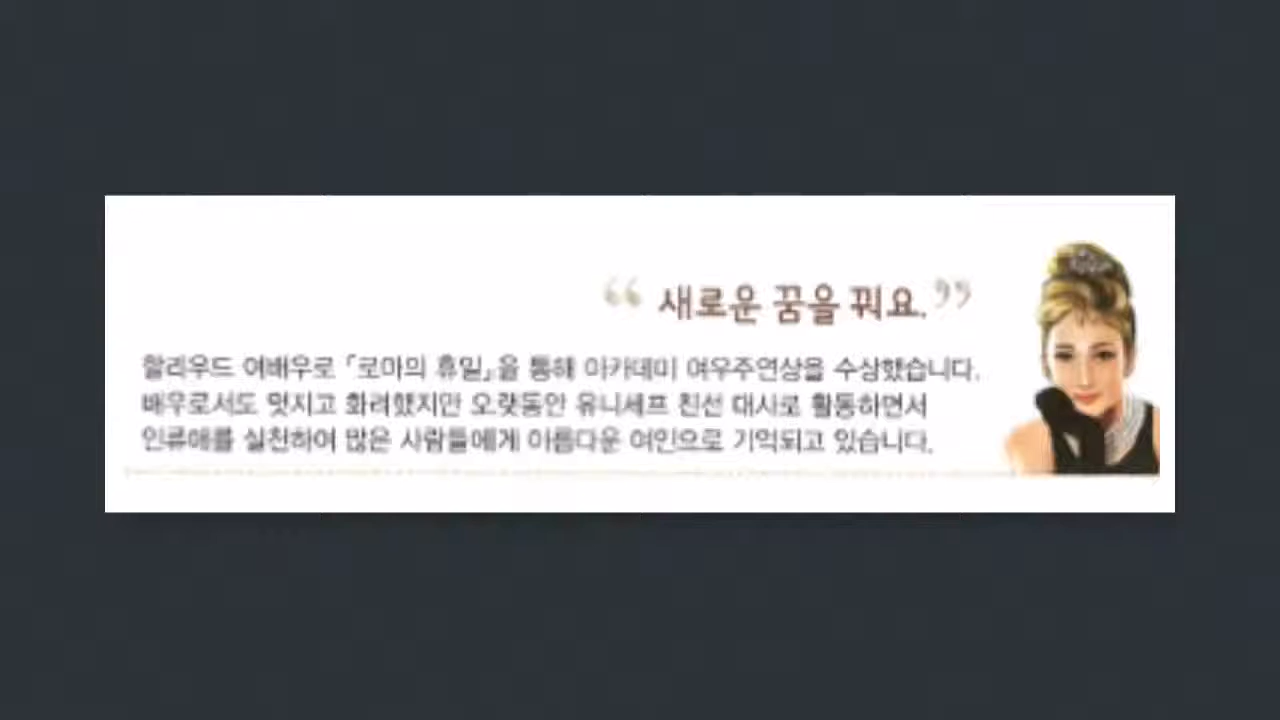 “ 새로운 꿈을 꿔요. ”
할리우드 여배우로 「로마의 휴일」을 통해 아카데미 여우주연상을 수상했습니다.
배우로서도 멋지고 화려했지만 오랫동안 유니세프 친선 대사로 활동하면서
인류애를 실천하여 많은 사람들에게 아름다운 여인으로 기억되고 있습니다.